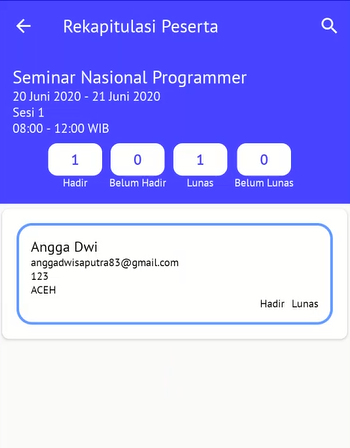 Rekapitulasi Peserta
Seminar Nasional Programmer
20 Juni 2020 - 21 Juni 2020
Sesi 1
08:00 - 12:00 WIB
1 0 1 0
Hadir Belum Hadir Lunas Belum Lunas
Angga Dwi
anggadwisaputra83@gmail.com
123
ACEH
Hadir Lunas